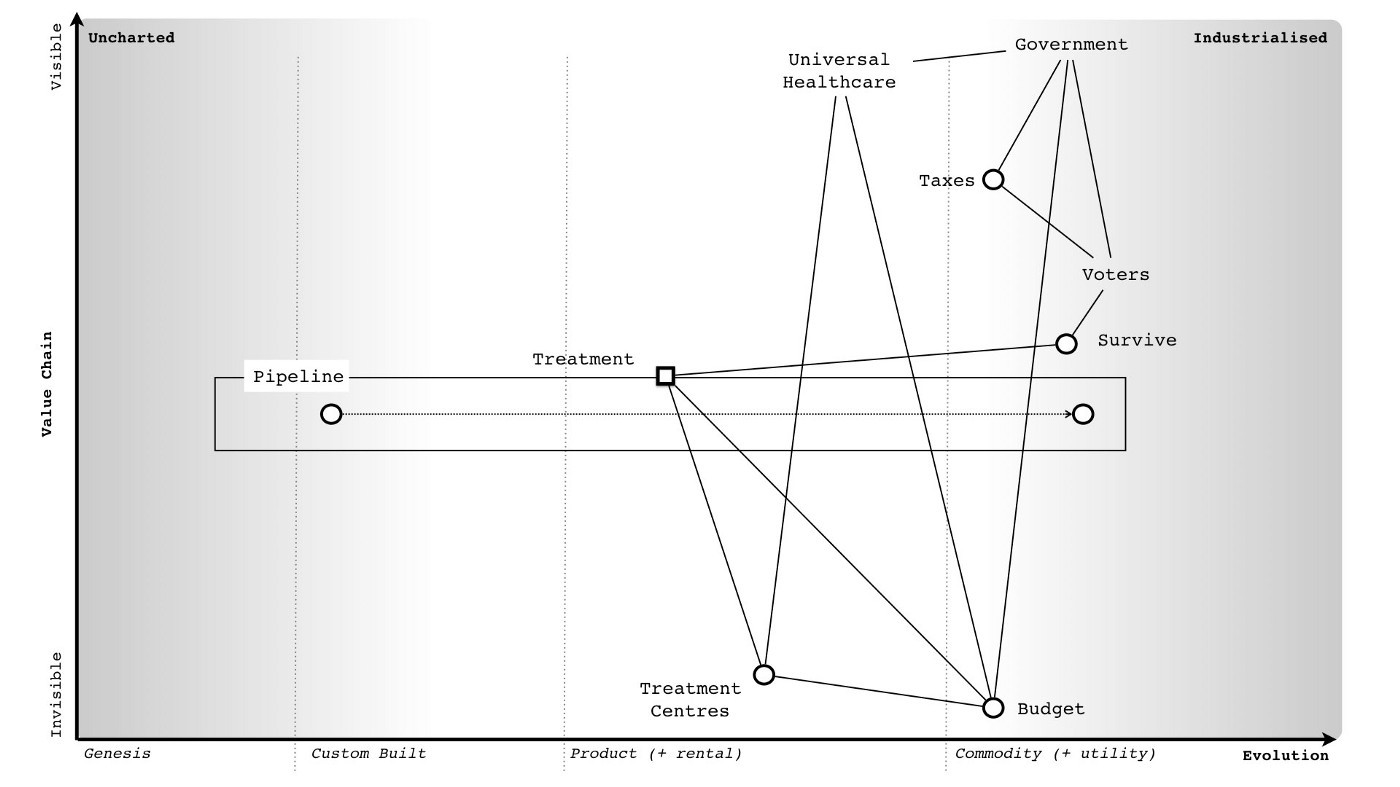 Visible
Uncharted
Universal
Healthcare
Government
Industrialised
Taxes
Voters
Survive
Treatment
Pipeline
Value Chain
Treatment
Centres
Budget
Invisible
Genesis
Custom Built
Product (+ rental)
Commodity (+ utility)
Evolution